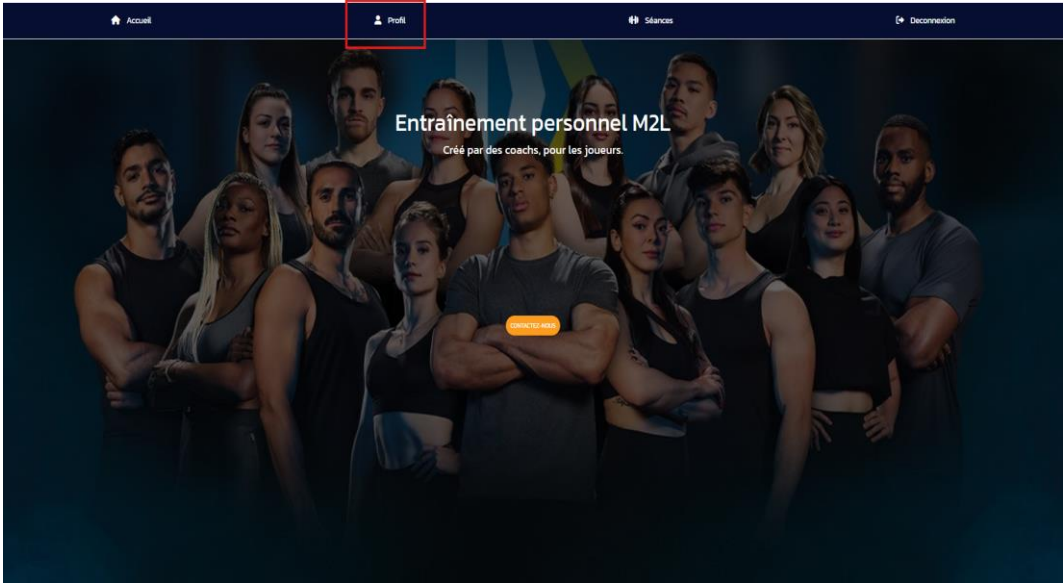 Accueil
Profil
Séances
Deconnexion
Entraînement personnel M2L
Créé par des coachs, pour les joueurs.
CONTACTEZ-NOUS